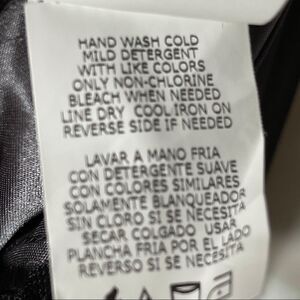 HAND WASH COLD
MILD DETERGENT
WITH LIKE COLORS
ONLY NON-CHLORINE
BLEACH WHEN NEEDED
LINE DRY COOL IRON ON
REVERSE SIDE IF NEEDED
LAVAR A MANO FRIA
CON DETERGENTE SUAVE
CON COLORES SIMILARES
SOLAMENTE BLANQUEADOR
SIN CLORO SI SE NECESITA
SECAR COLGADO USAR
PLANCHA FRIA POR EL LADO
REVERSO SI SE NECESITA